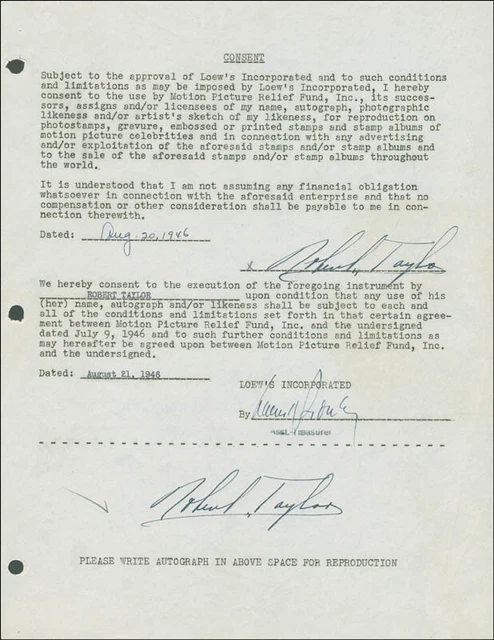 CONSENT
Subject to the approval of Loew's Incorporated and to such conditions
and limitations as may be imposed by Loew's Incorporated, I hereby
consent to the use by Motion Picture Relief Fund, Inc., its succes-
sors, assigns and/or licensees of my name, autograph, photographic
likeness and/or artist's sketch of my likeness, for reproduction on
photostamps, gravure, embossed or printed stamps and stamp albums of
motion picture celebrities and in connection with any advertising
and/or exploitation of the aforesaid stamps and/or stamp albums and
to the sale of the aforesaid stamps and/or stamp albums throughout
the world.
It is understood that I am not assuming any financial obligation
whatsoever in connection with the aforesaid enterprise and that no
compensation or other consideration shall be payable to me in con-
nection therewith.
Dated: Aug. 20, 1946
x Robert Taylor
We hereby consent to the execution of the foregoing instrument by
ROBERT TAYLOR upon condition that any use of his
(her) name, autograph and/or likeness shall be subject to each and
all of the conditions and limitations set forth in that certain agree-
ment between Motion Picture Relief Fund, Inc. and the undersigned
dated July 9, 1946 and to such further conditions and limitations as
may hereafter be agreed upon between Motion Picture Relief Fund, Inc.
and the undersigned.
Dated: August 21, 1946
LOEW'S INCORPORATED
By
Asst. Treasurer
Robert Taylor
PLEASE WRITE AUTOGRAPH IN ABOVE SPACE FOR REPRODUCTION